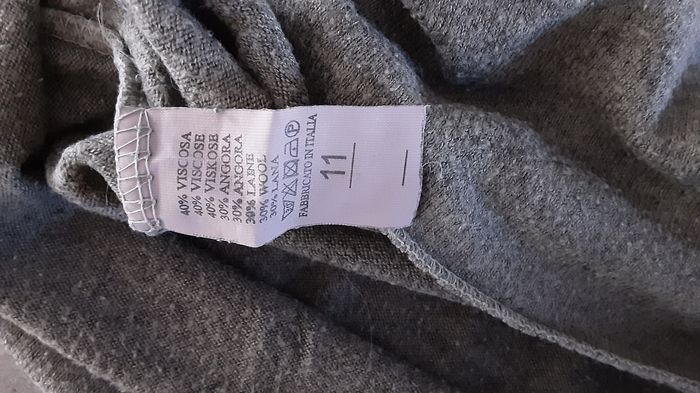 40% VISCOSA
40% VISCOSE
40% VISKOSE
30% ANGORA
30% ANGORA
30% LAINE
30% WOOL
30% LANA
FABBRICATO IN ITALIA
11